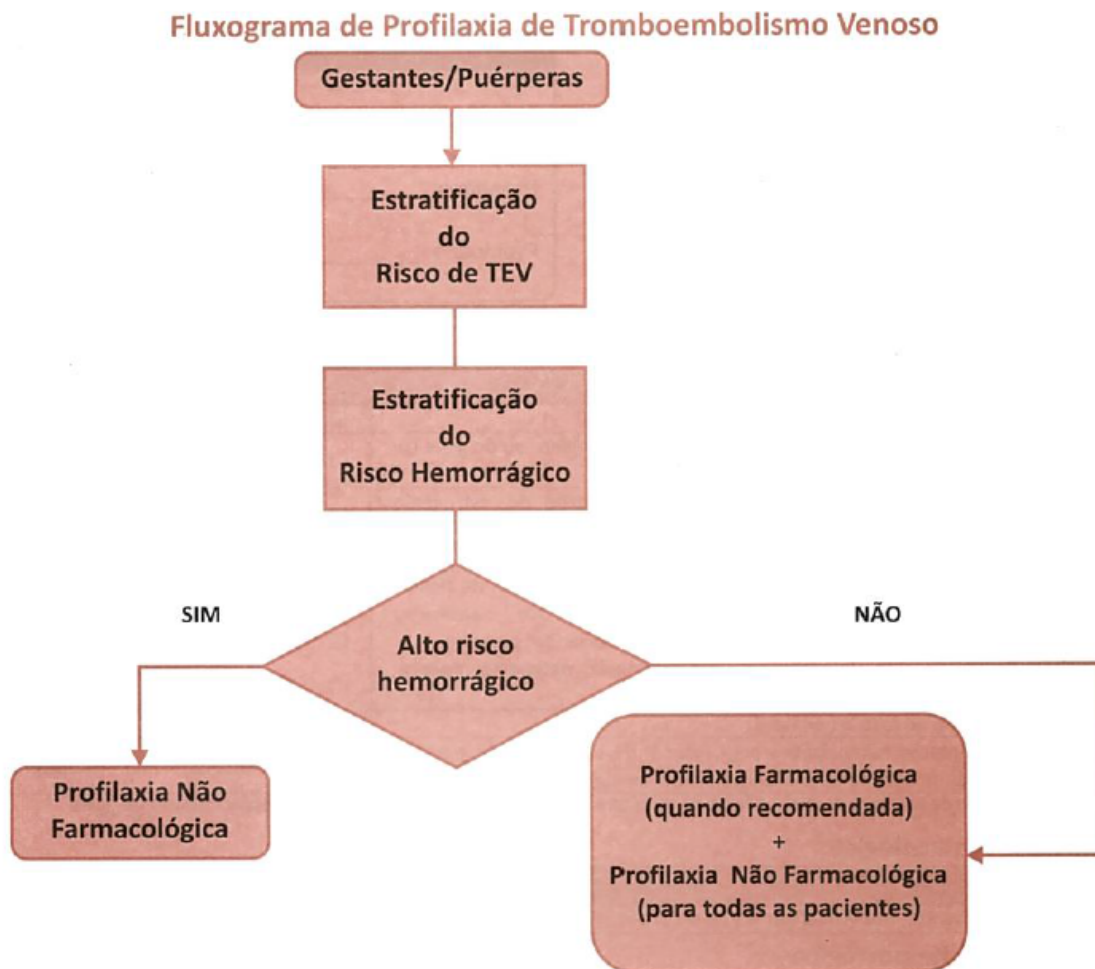 Fluxograma de Profilaxia de Tromboembolismo Venoso
Gestantes/Puérperas
Estratificação
do
Risco de TEV
Estratificação
do
Risco Hemorrágico
SIM
NÃO
Alto risco
hemorrágico
Profilaxia Não
Farmacológica
Profilaxia Farmacológica
(quando recomendada)
+
Profilaxia Não Farmacológica
(para todas as pacientes)